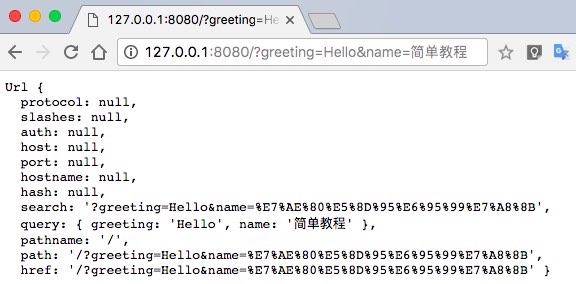 127.0.0.1:8080/?greeting=He
127.0.0.1:8080/?greeting=Hello&name=简单教程
Url {
  protocol: null,
  slashes: null,
  auth: null,
  host: null,
  port: null,
  hostname: null,
  hash: null,
  search: '?greeting=Hello&name=%E7%AE%80%E5%8D%95%E6%95%99%E7%A8%8B',
  query: { greeting: 'Hello', name: '简单教程' },
  pathname: '/',
  path: '/?greeting=Hello&name=%E7%AE%80%E5%8D%95%E6%95%99%E7%A8%8B',
  href: '/?greeting=Hello&name=%E7%AE%80%E5%8D%95%E6%95%99%E7%A8%8B' }